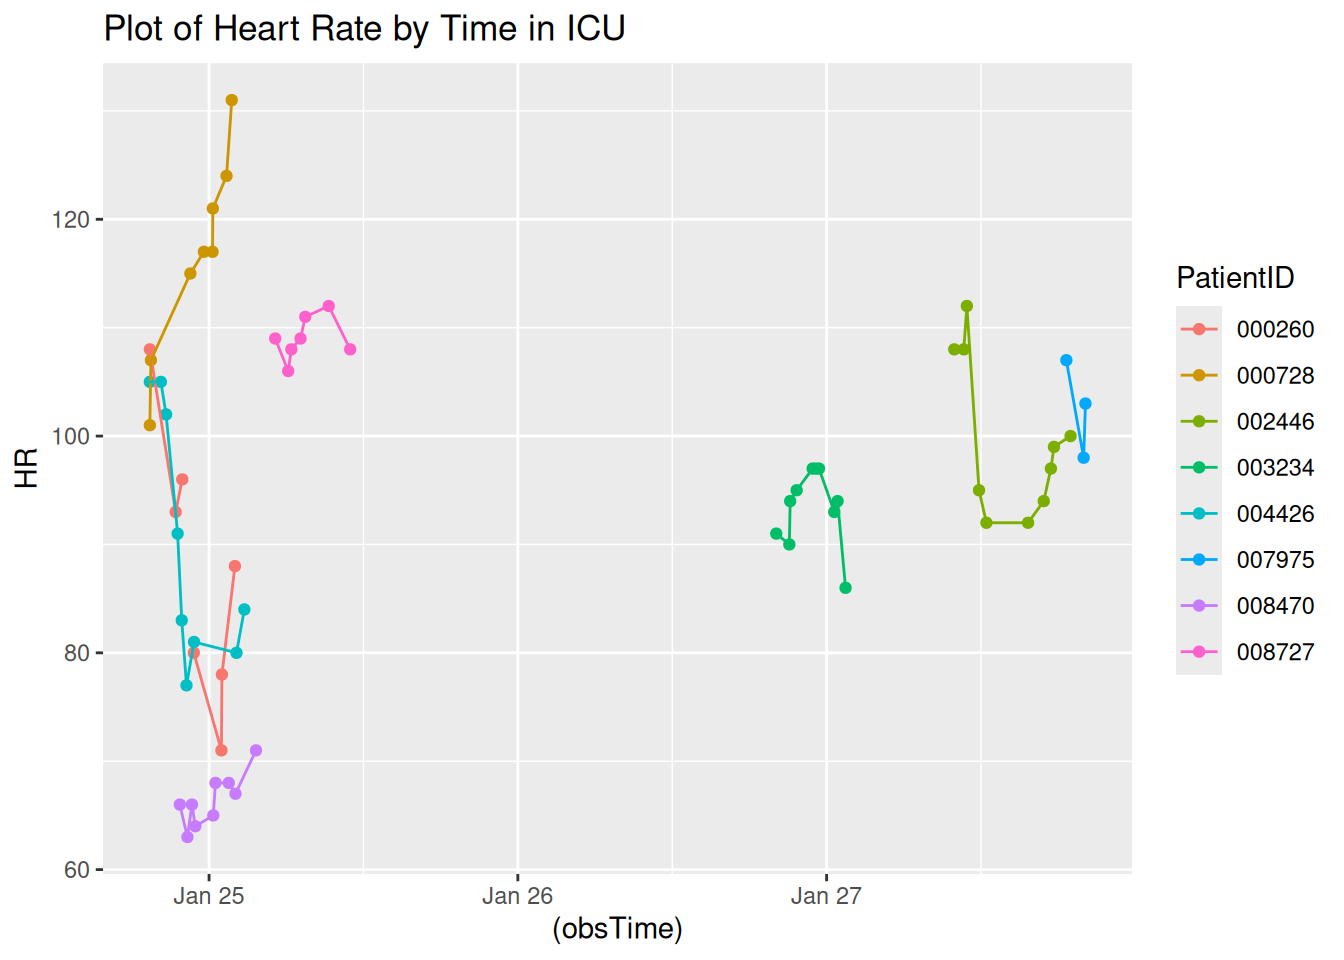 Plot of Heart Rate by Time in ICU
HR
120
100
80
60
Jan 25
Jan 26
Jan 27
(obsTime)
PatientID
000260
000728
002446
003234
004426
007975
008470
008727